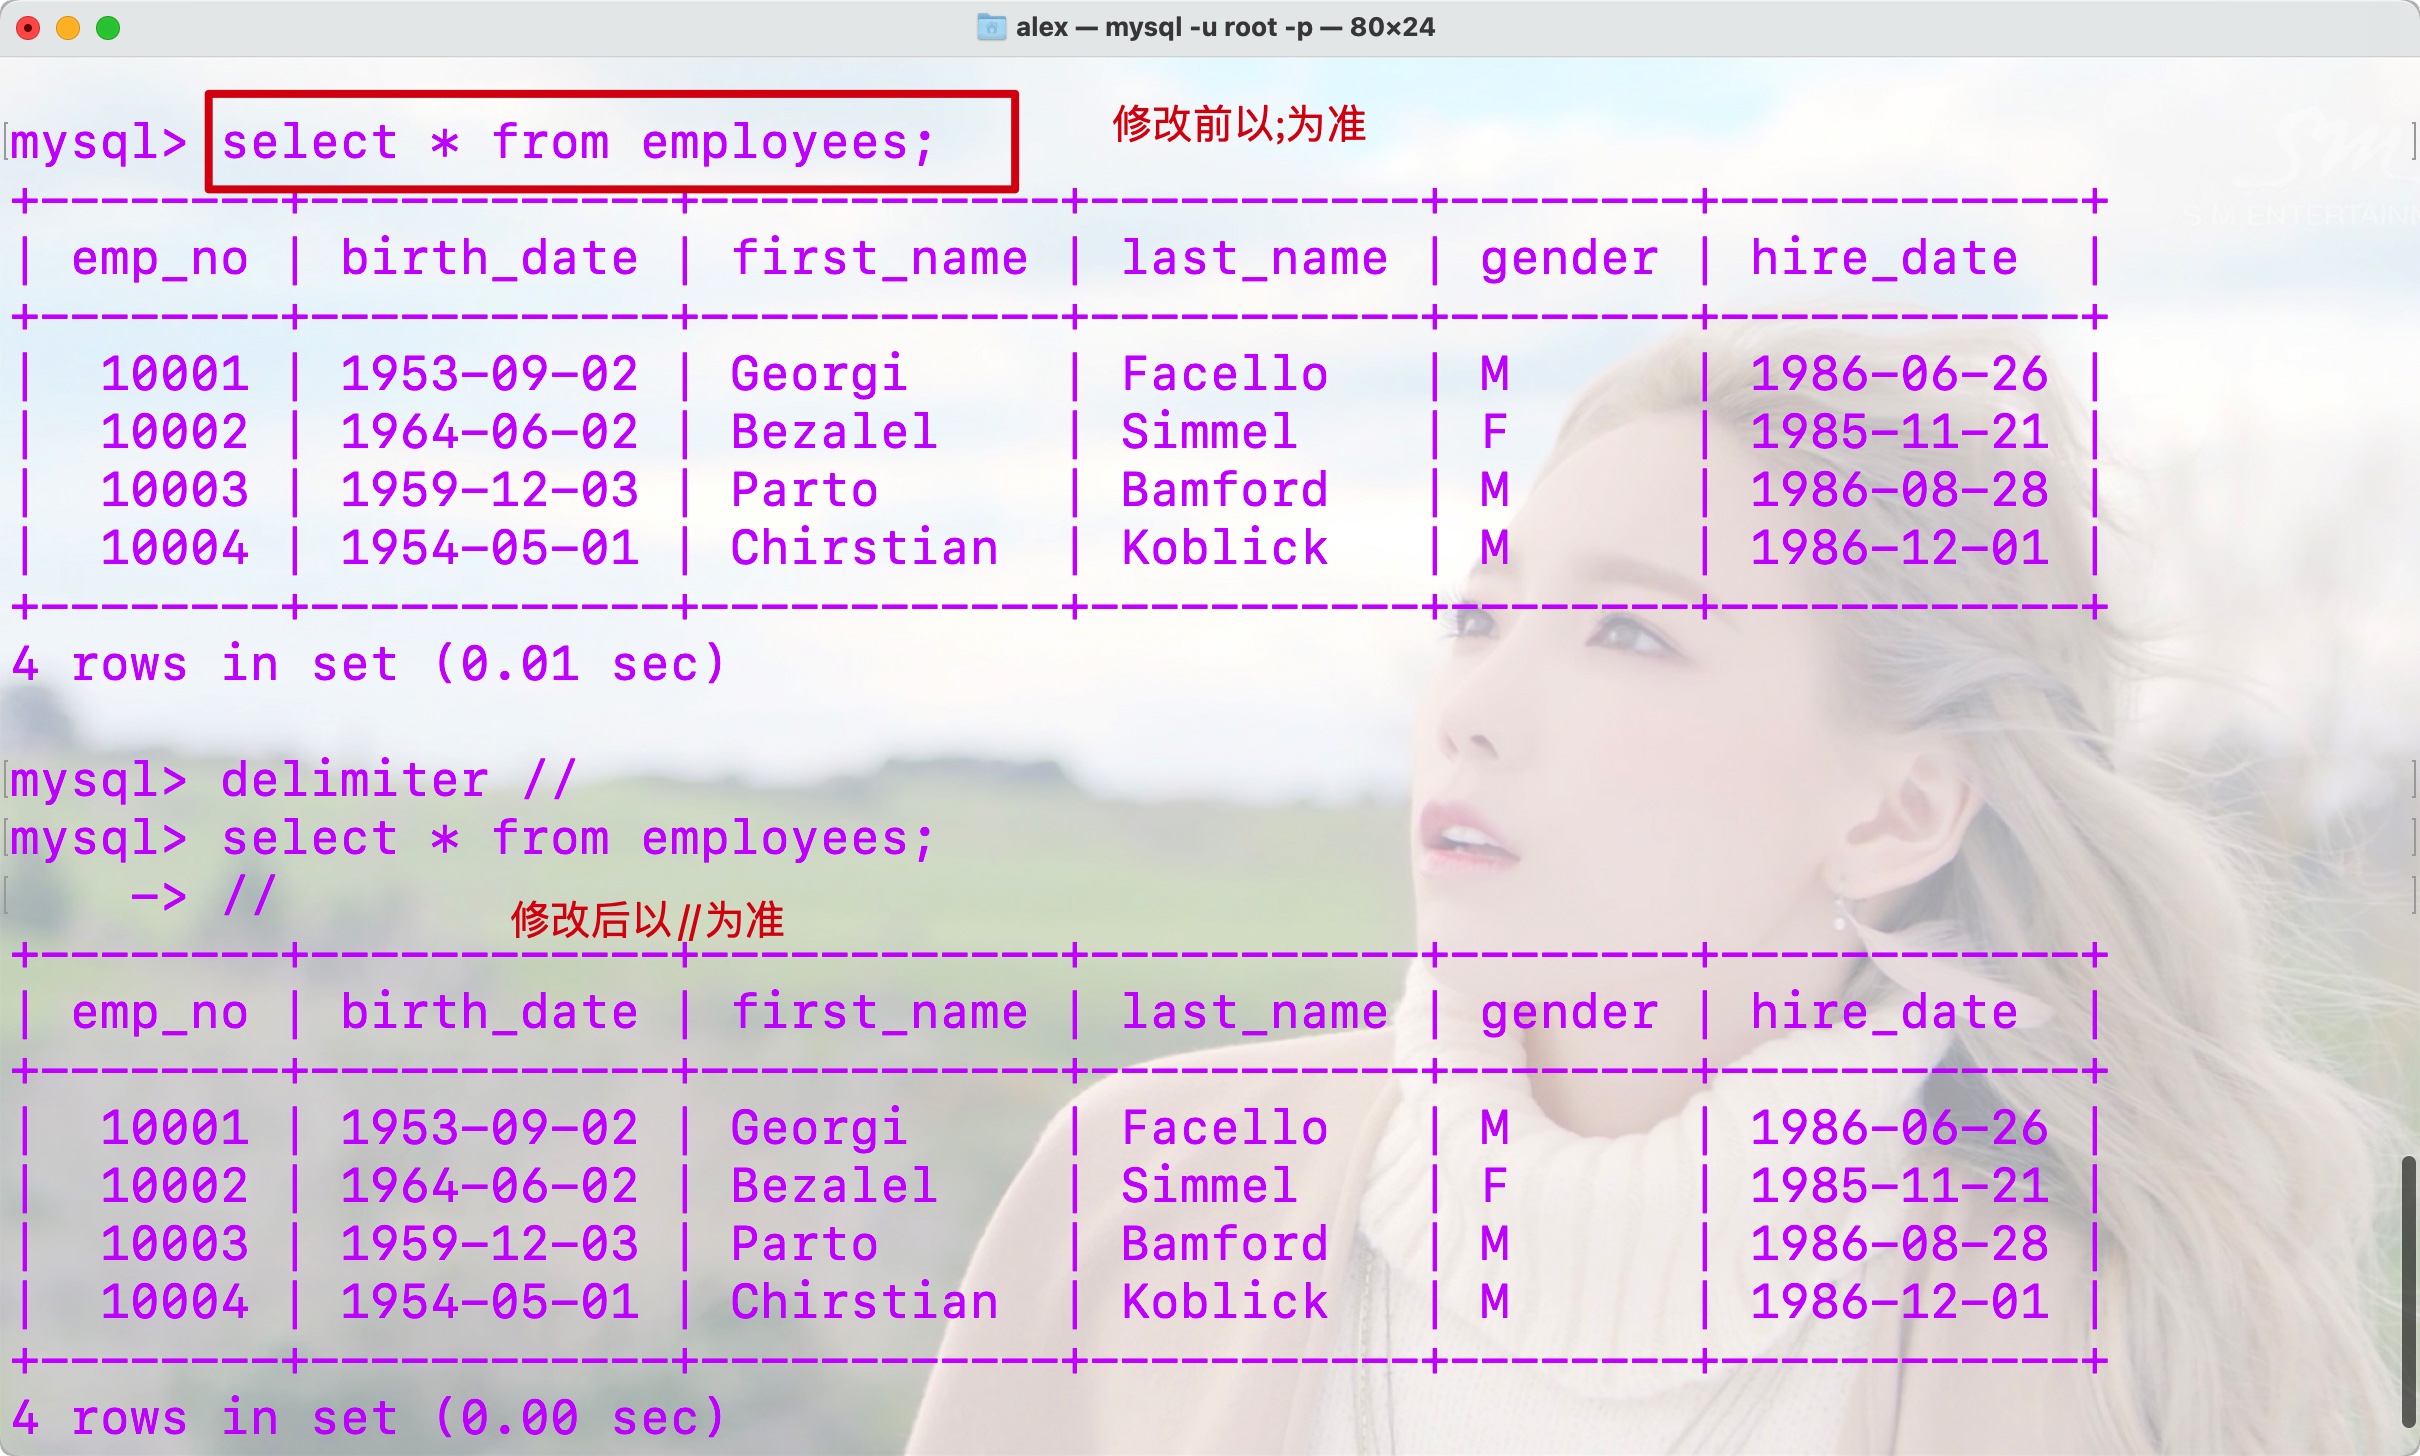 alex — mysql -u root -p — 80×24
mysql> select * from employees;
修改前以;为准
+---------+------------+------------+-----------+--------+------------+
| emp_no | birth_date | first_name | last_name | gender | hire_date |
+---------+------------+------------+-----------+--------+------------+
| 10001 | 1953-09-02 | Georgi | Facello | M | 1986-06-26 |
| 10002 | 1964-06-02 | Bezalel | Simmel | F | 1985-11-21 |
| 10003 | 1959-12-03 | Parto | Bamford | M | 1986-08-28 |
| 10004 | 1954-05-01 | Chirstian | Koblick | M | 1986-12-01 |
+---------+------------+------------+-----------+--------+------------+
4 rows in set (0.01 sec)
mysql> delimiter //
mysql> select * from employees;
-> //
修改后以//为准
+---------+------------+------------+-----------+--------+------------+
| emp_no | birth_date | first_name | last_name | gender | hire_date |
+---------+------------+------------+-----------+--------+------------+
| 10001 | 1953-09-02 | Georgi | Facello | M | 1986-06-26 |
| 10002 | 1964-06-02 | Bezalel | Simmel | F | 1985-11-21 |
| 10003 | 1959-12-03 | Parto | Bamford | M | 1986-08-28 |
| 10004 | 1954-05-01 | Chirstian | Koblick | M | 1986-12-01 |
+---------+------------+------------+-----------+--------+------------+
4 rows in set (0.00 sec)